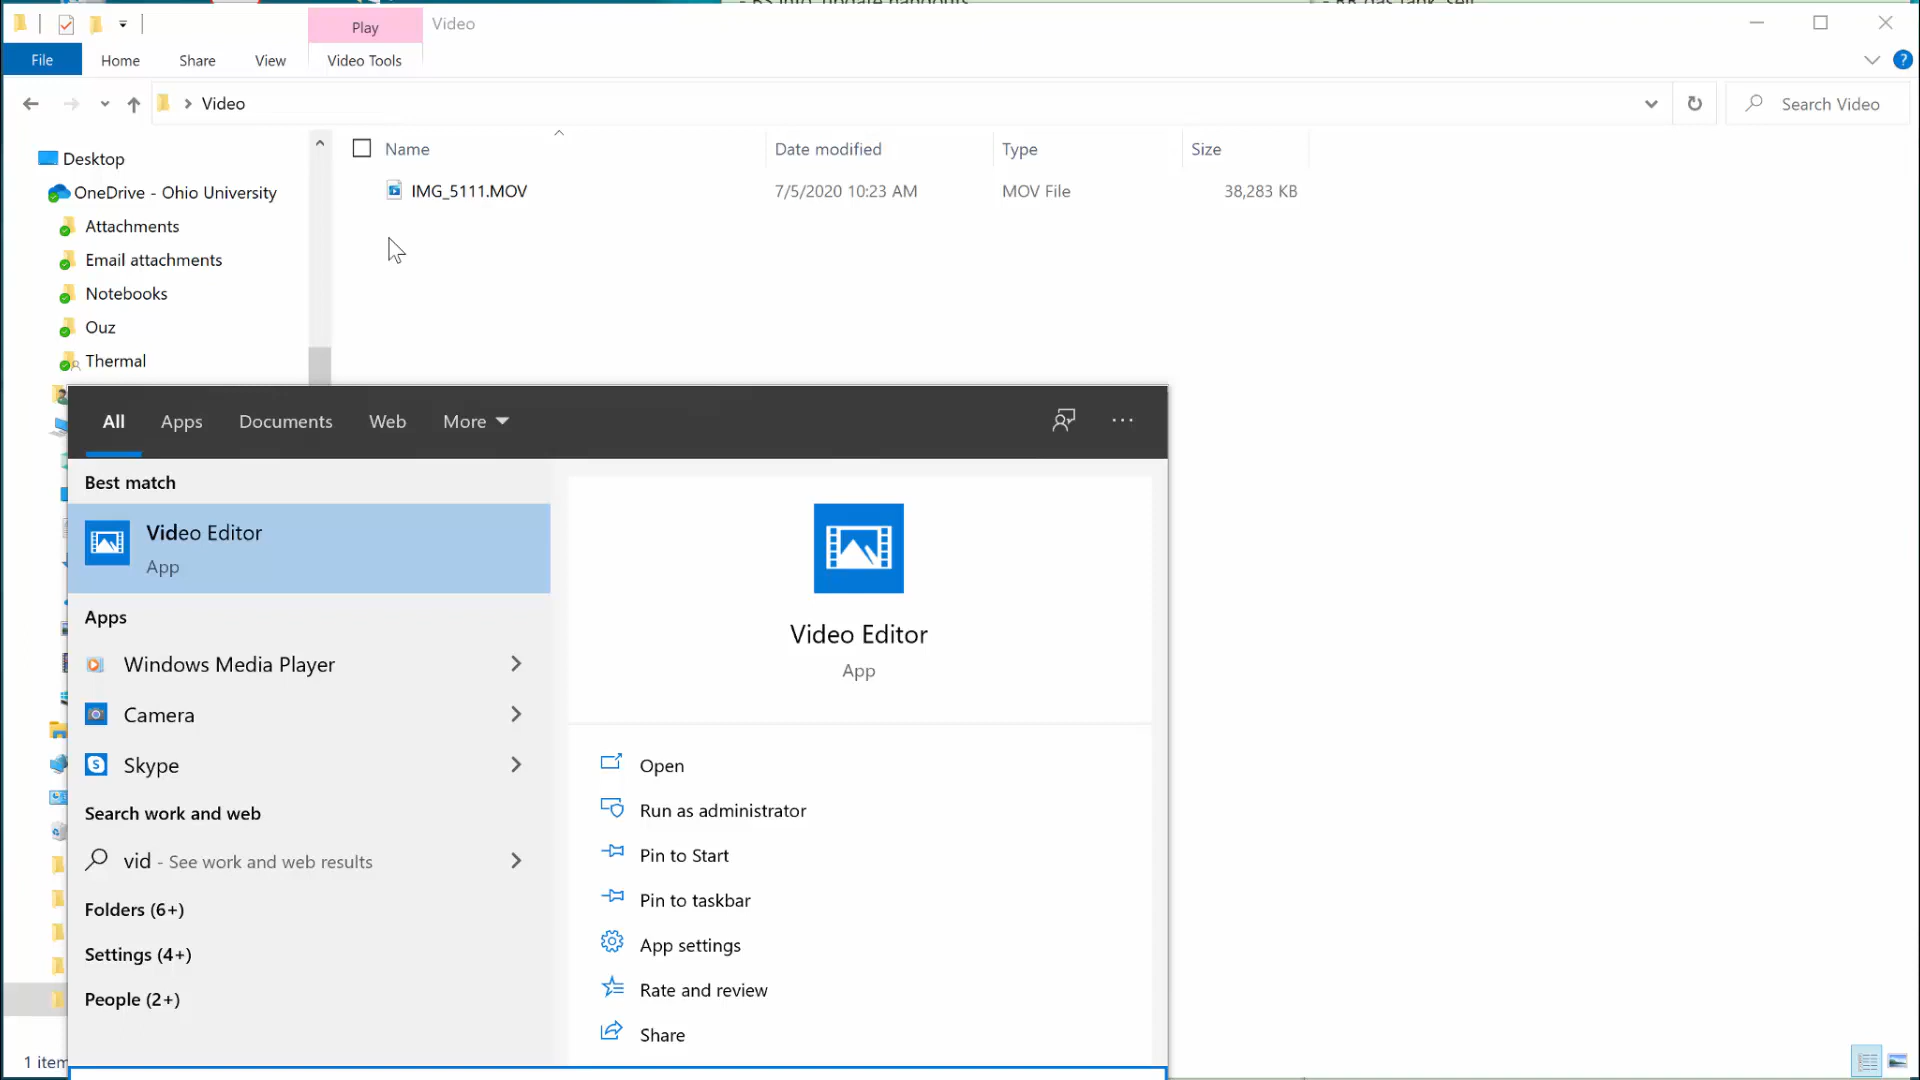 Play
Video
File
Home
Share
View
Video Tools
?
Video
Search Video
Desktop
OneDrive - Ohio University
Attachments
Email attachments
Notebooks
Ouz
Thermal
Name
Date modified
Type
Size
IMG_5111.MOV
7/5/2020 10:23 AM
MOV File
38,283 KB
All
Apps
Documents
Web
More
Best match
Video Editor
App
Apps
Windows Media Player
Camera
Skype
Search work and web
vid - See work and web results
Folders (6+)
Settings (4+)
People (2+)
Video Editor
App
Open
Run as administrator
Pin to Start
Pin to taskbar
App settings
Rate and review
Share
1 item